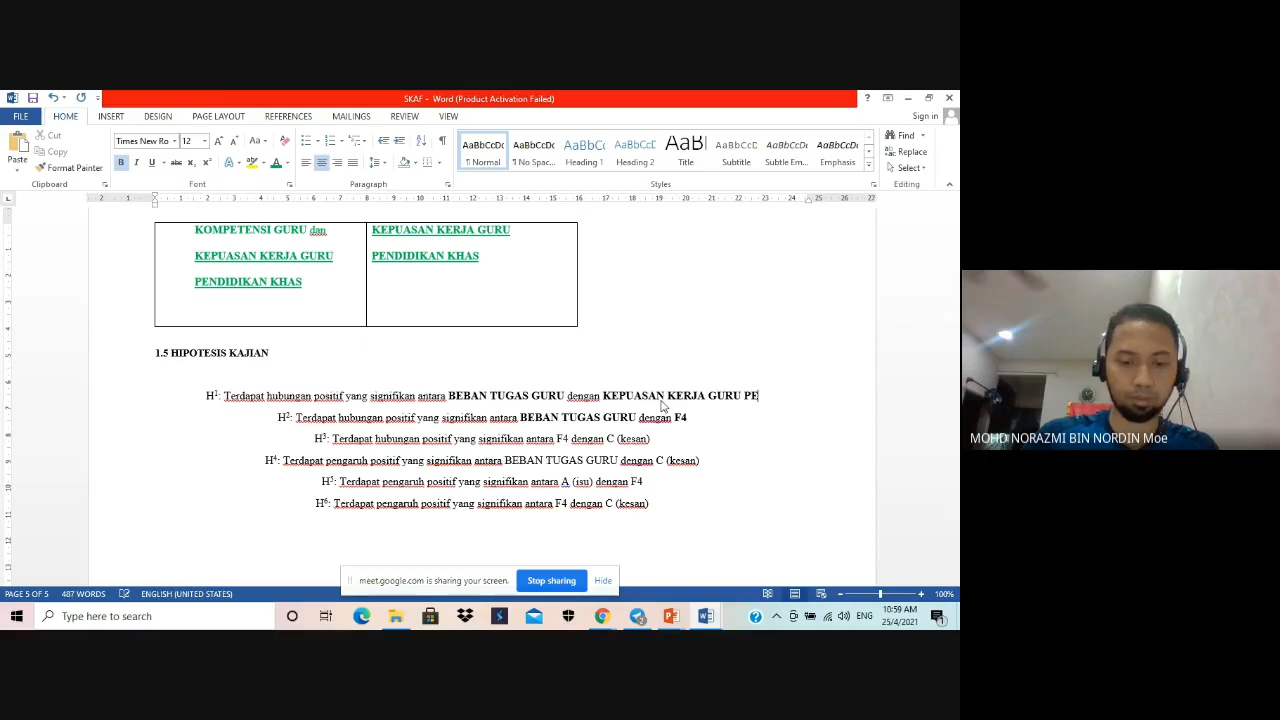 SKAF - Word (Product Activation Failed)
FILE HOME INSERT DESIGN PAGE LAYOUT REFERENCES MAILINGS REVIEW VIEW Sign in
Paste
Cut
Copy
Format Painter
Clipboard
Times New Ro 12
Font
Paragraph
AaBbCcDc AaBbCcDc AaBbCc AaBbCcC AaBl AaBbCcD AaBbCcDc AaBbCcDc
¶ Normal ¶ No Spac... Heading 1 Heading 2 Title Subtitle Subtle Em... Emphasis
Styles
Find
Replace
Select
Editing
KOMPETENSI GURU dan
KEPUASAN KERJA GURU
PENDIDIKAN KHAS
KEPUASAN KERJA GURU
PENDIDIKAN KHAS
1.5 HIPOTESIS KAJIAN
H1: Terdapat hubungan positif yang signifikan antara BEBAN TUGAS GURU dengan KEPUASAN KERJA GURU PE
H2: Terdapat hubungan positif yang signifikan antara BEBAN TUGAS GURU dengan F4
H3: Terdapat hubungan positif yang signifikan antara F4 dengan C (kesan)
H4: Terdapat pengaruh positif yang signifikan antara BEBAN TUGAS GURU dengan C (kesan)
H5: Terdapat pengaruh positif yang signifikan antara A (isu) dengan F4
H6: Terdapat pengaruh positif yang signifikan antara F4 dengan C (kesan)
meet.google.com is sharing your screen. Stop sharing Hide
PAGE 5 OF 5 487 WORDS ENGLISH (UNITED STATES) 100%
Type here to search
ENG
10:59 AM
25/4/2021
MOHD NORAZMI BIN NORDIN Moe